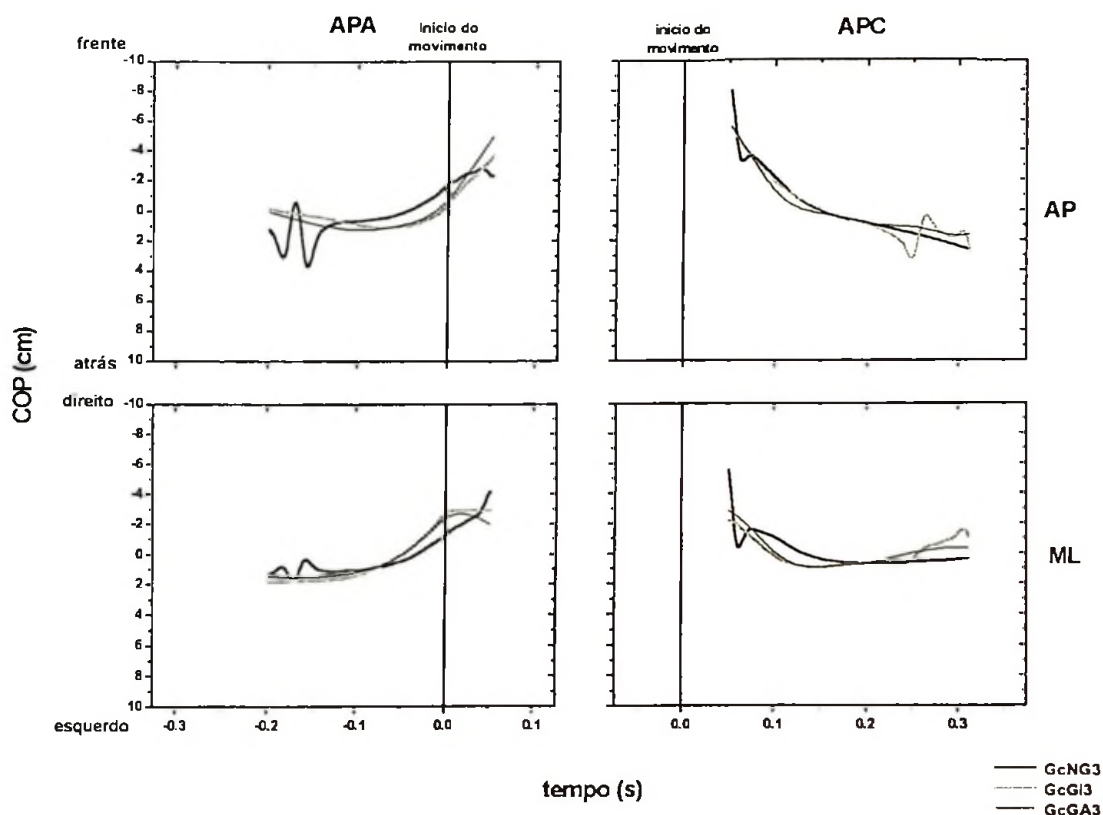 APA
Início do
movimento
início do
movimento
APC
frente
-10
-8
-6
-4
-2
0
2
4
6
8
10
atrás
AP
COP (cm)
direito
-10
-8
-6
-4
-2
0
2
4
6
8
10
esquerdo
ML
-0.3
-0.2
-0.1
0.0
0.1
0.0
0.1
0.2
0.3
tempo (s)
GcNG3
GcGI3
GcGA3